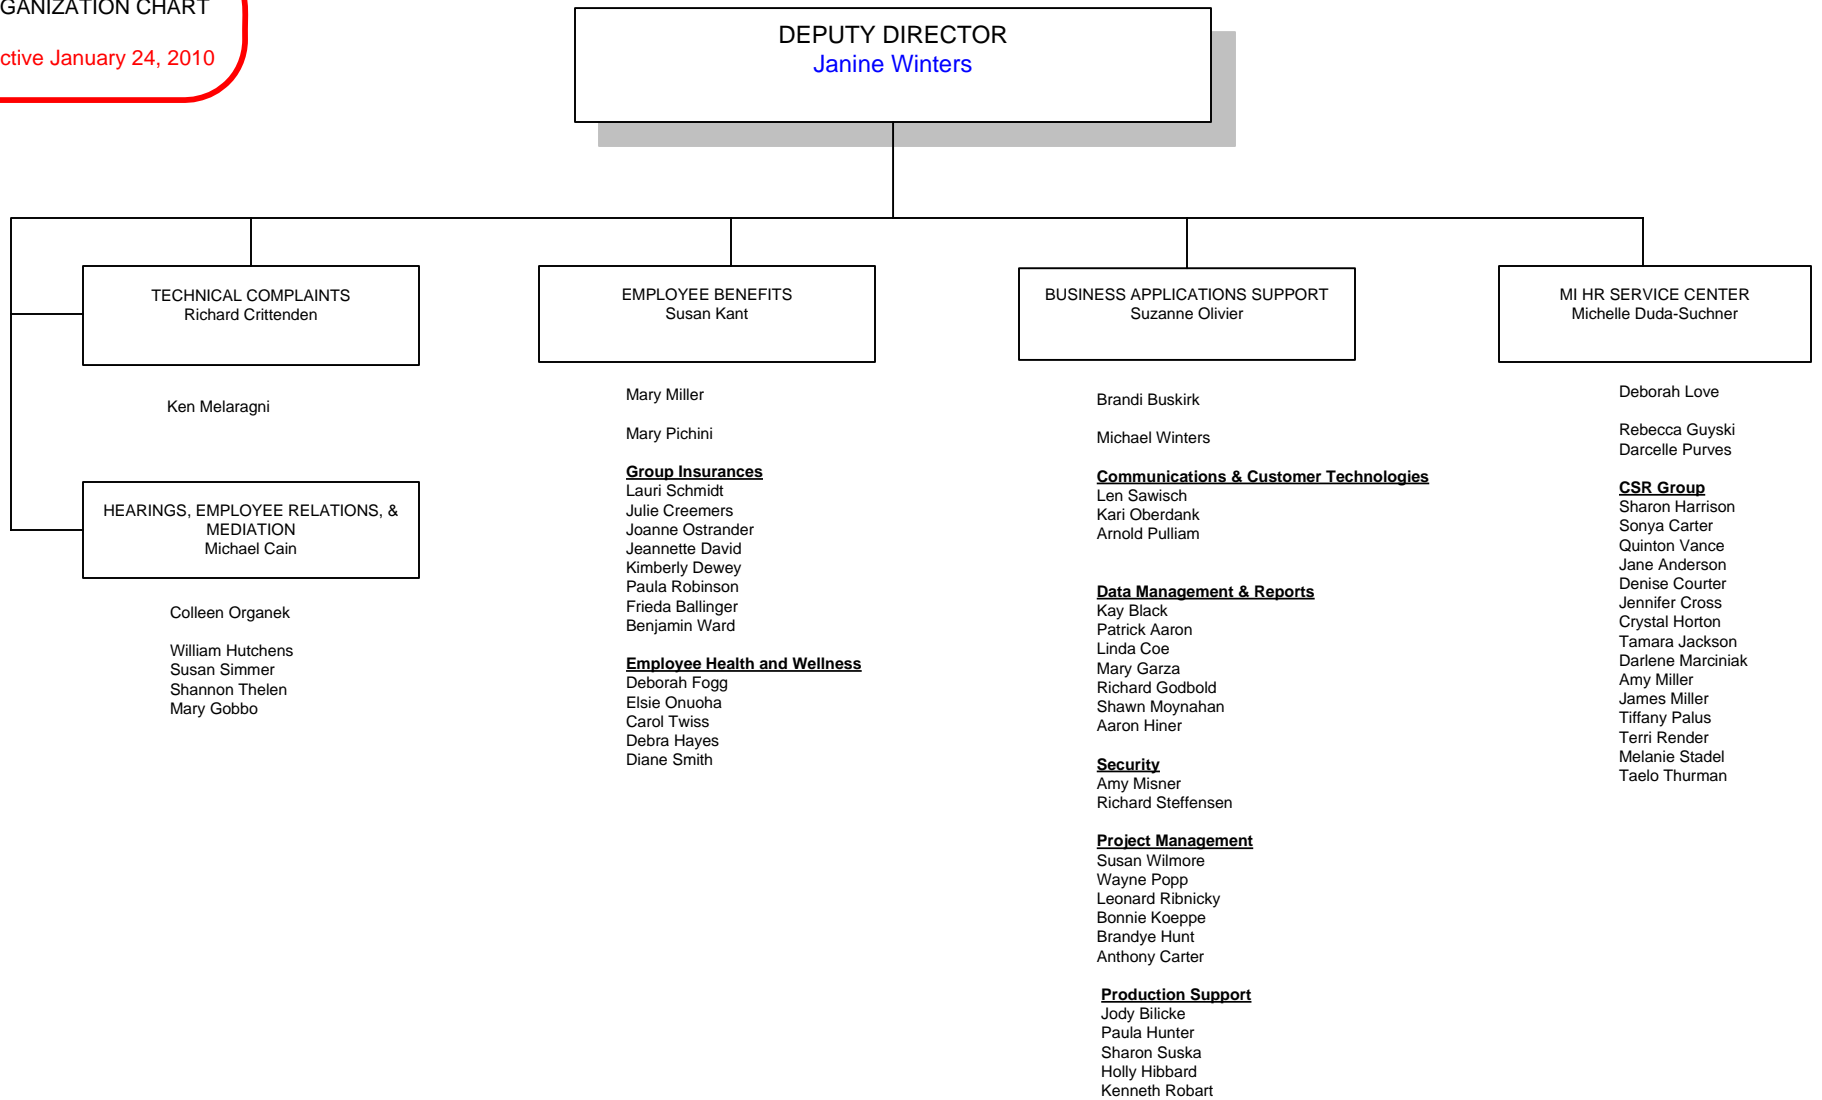 GANIZATION CHART
ctive January 24, 2010
DEPUTY DIRECTOR
Janine Winters
TECHNICAL COMPLAINTS
Richard Crittenden
Ken Melaragni
HEARINGS, EMPLOYEE RELATIONS, &
MEDIATION
Michael Cain
Colleen Organek
William Hutchens
Susan Simmer
Shannon Thelen
Mary Gobbo
EMPLOYEE BENEFITS
Susan Kant
Mary Miller
Mary Pichini
Group Insurances
Lauri Schmidt
Julie Creemers
Joanne Ostrander
Jeannette David
Kimberly Dewey
Paula Robinson
Frieda Ballinger
Benjamin Ward
Employee Health and Wellness
Deborah Fogg
Elsie Onuoha
Carol Twiss
Debra Hayes
Diane Smith
BUSINESS APPLICATIONS SUPPORT
Suzanne Olivier
Brandi Buskirk
Michael Winters
Communications & Customer Technologies
Len Sawisch
Kari Oberdank
Arnold Pulliam
Data Management & Reports
Kay Black
Patrick Aaron
Linda Coe
Mary Garza
Richard Godbold
Shawn Moynahan
Aaron Hiner
Security
Amy Misner
Richard Steffensen
Project Management
Susan Wilmore
Wayne Popp
Leonard Ribnicky
Bonnie Koeppe
Brandye Hunt
Anthony Carter
Production Support
Jody Bilicke
Paula Hunter
Sharon Suska
Holly Hibbard
Kenneth Robart
MI HR SERVICE CENTER
Michelle Duda-Suchner
Deborah Love
Rebecca Guyski
Darcelle Purves
CSR Group
Sharon Harrison
Sonya Carter
Quinton Vance
Jane Anderson
Denise Courter
Jennifer Cross
Crystal Horton
Tamara Jackson
Darlene Marciniak
Amy Miller
James Miller
Tiffany Palus
Terri Render
Melanie Stadel
Taelo Thurman